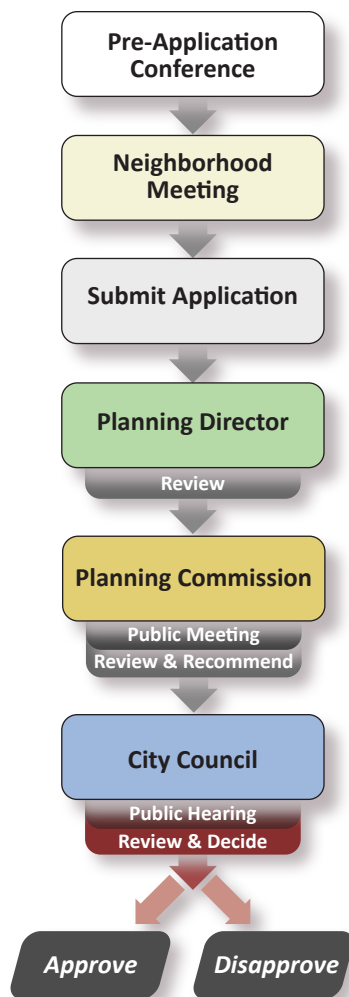 Pre-Application
Conference
Neighborhood
Meeting
Submit Application
Planning Director
Review
Planning Commission
Public Meeting
Review & Recommend
City Council
Public Hearing
Review & Decide
Approve
Disapprove